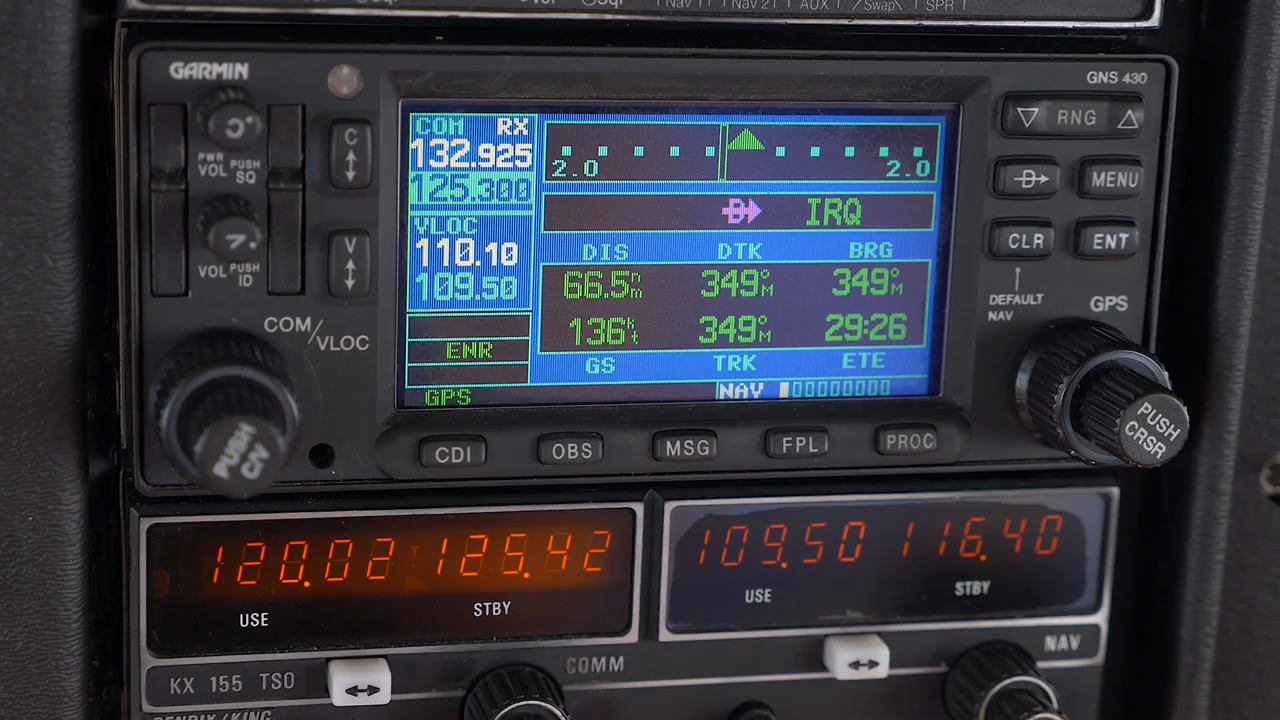 Nav 1 Nav 2 AUX Swap SPR
GARMIN
GNS 430
C
PWR
VOL PUSH
SQ
VOL PUSH
ID
V
COM/VLOC
PUSH
C/V
COM RX
132.925
125.300
VLOC
110.10
109.50
ENR
GPS
2.0 2.0
D IRQ
DIS DTK BRG
66.5nm 349°M 349°M
136kt 349°M 29:26
GS TRK ETE
NAV
RNG
D MENU
CLR ENT
DEFAULT
NAV
GPS
PUSH
CRSR
CDI OBS MSG FPL PROC
120.02 125.42
USE STBY
109.50 116.40
USE STBY
KX 155 TSO
COMM
NAV
BENDIX/KING